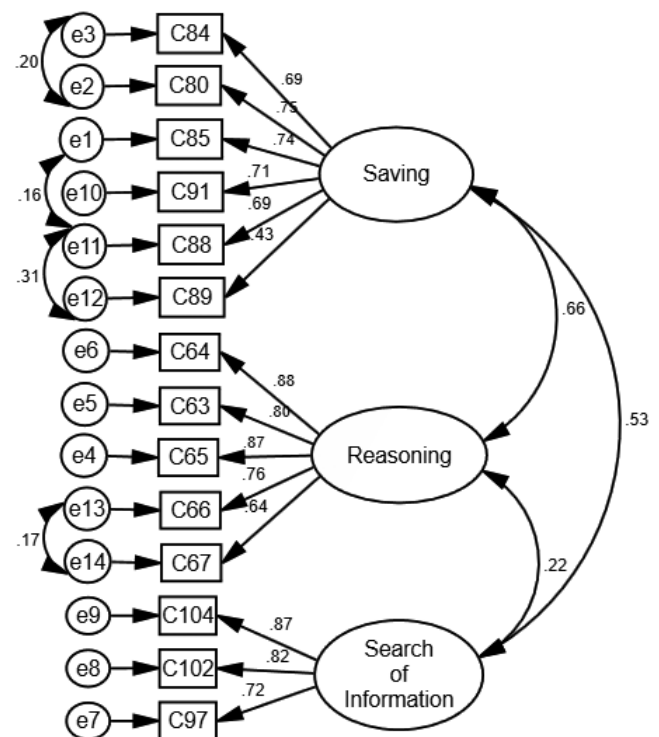 e3 C84
.20 .69
e2 C80
.75
e1 C85 .74
Saving
.16 e10 C91 .71
.69
e11 C88 .43
.31
e12 C89
.66
e6 C64
.88
e5 C63 .80
.53
e4 C65 .87
Reasoning
.76
e13 C66 .64
.17
e14 C67
.22
e9 C104 .87
Search
of
Information
e8 C102 .82
.72
e7 C97